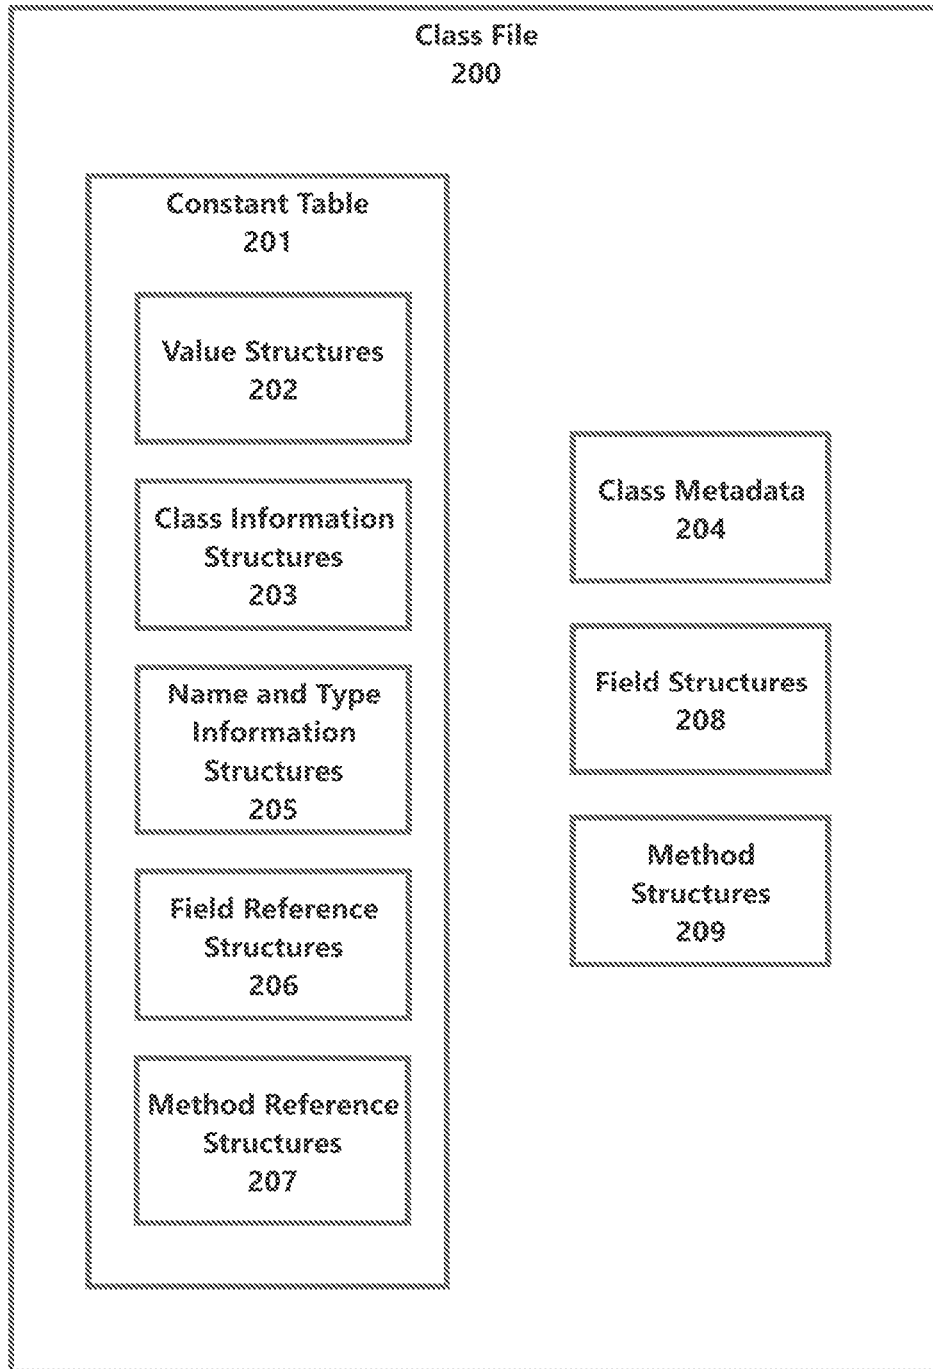 Class File
200
Constant Table
201
Value Structures
202
Class Information
Structures
203
Name and Type
Information
Structures
205
Field Reference
Structures
206
Method Reference
Structures
207
Class Metadata
204
Field Structures
208
Method
Structures
209